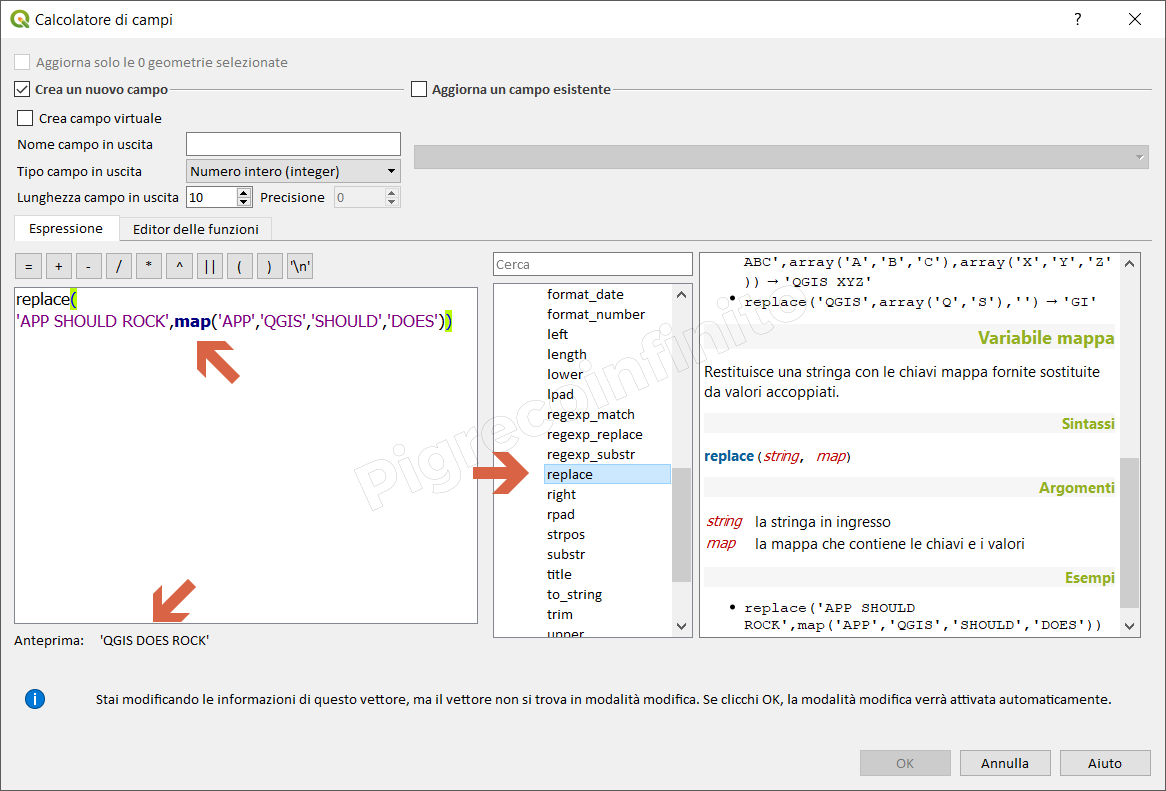 Calcolatore di campi
?
Aggiorna solo le 0 geometrie selezionate
Crea un nuovo campo
Aggiorna un campo esistente
Crea campo virtuale
Nome campo in uscita
Tipo campo in uscita
Numero intero (integer)
Lunghezza campo in uscita
10
Precisione
0
Espressione
Editor delle funzioni
= + - / * ^ || ( ) '\n'
replace(
'APP SHOULD ROCK',map('APP','QGIS','SHOULD','DOES'))
Anteprima: 'QGIS DOES ROCK'
Cerca
format_date
format_number
left
length
lower
lpad
regexp_match
regexp_replace
regexp_substr
replace
right
rpad
strpos
substr
title
to_string
trim
upper
ABC',array('A','B','C'),array('X','Y','Z'
)) → 'QGIS XYZ'
• replace('QGIS',array('Q','S'),'') → 'GI'
Variabile mappa
Restituisce una stringa con le chiavi mappa fornite sostituite
da valori accoppiati.
Sintassi
replace(string, map)
Argomenti
string la stringa in ingresso
map la mappa che contiene le chiavi e i valori
Esempi
• replace('APP SHOULD
ROCK',map('APP','QGIS','SHOULD','DOES'))
Pigrecoinfinito
Stai modificando le informazioni di questo vettore, ma il vettore non si trova in modalità modifica. Se clicchi OK, la modalità modifica verrà attivata automaticamente.
OK
Annulla
Aiuto